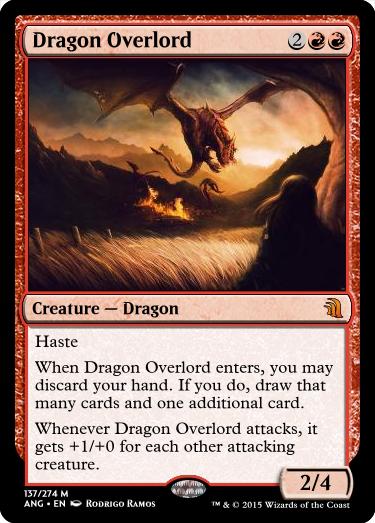 Dragon Overlord 2
Creature — Dragon
Haste
When Dragon Overlord enters, you may
discard your hand. If you do, draw that
many cards and one additional card.
Whenever Dragon Overlord attacks, it
gets +1/+0 for each other attacking
creature.
2/4
137/274 M
ANG • EN Rodrigo Ramos ™ & © 2015 Wizards of the Coast